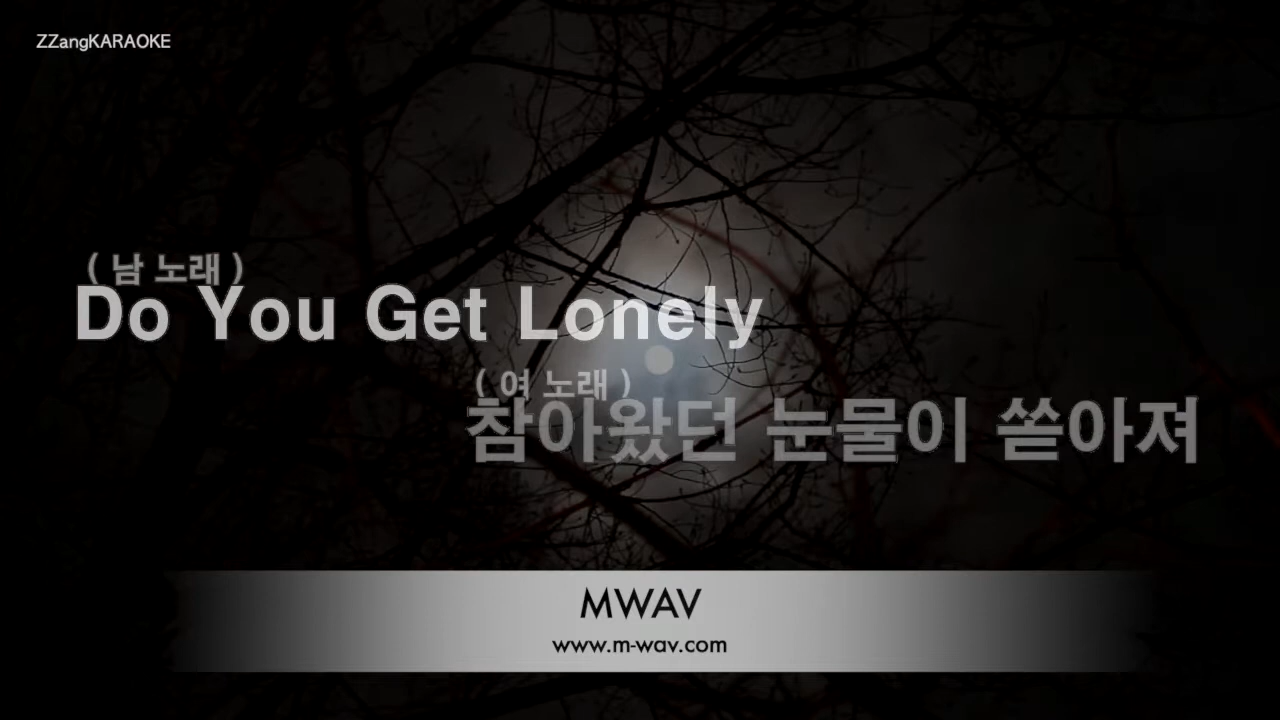 ZZangKARAOKE
( 남 노래 )
Do You Get Lonely
( 여 노래 )
참아왔던 눈물이 쏟아져
MWAV
www.m-wav.com